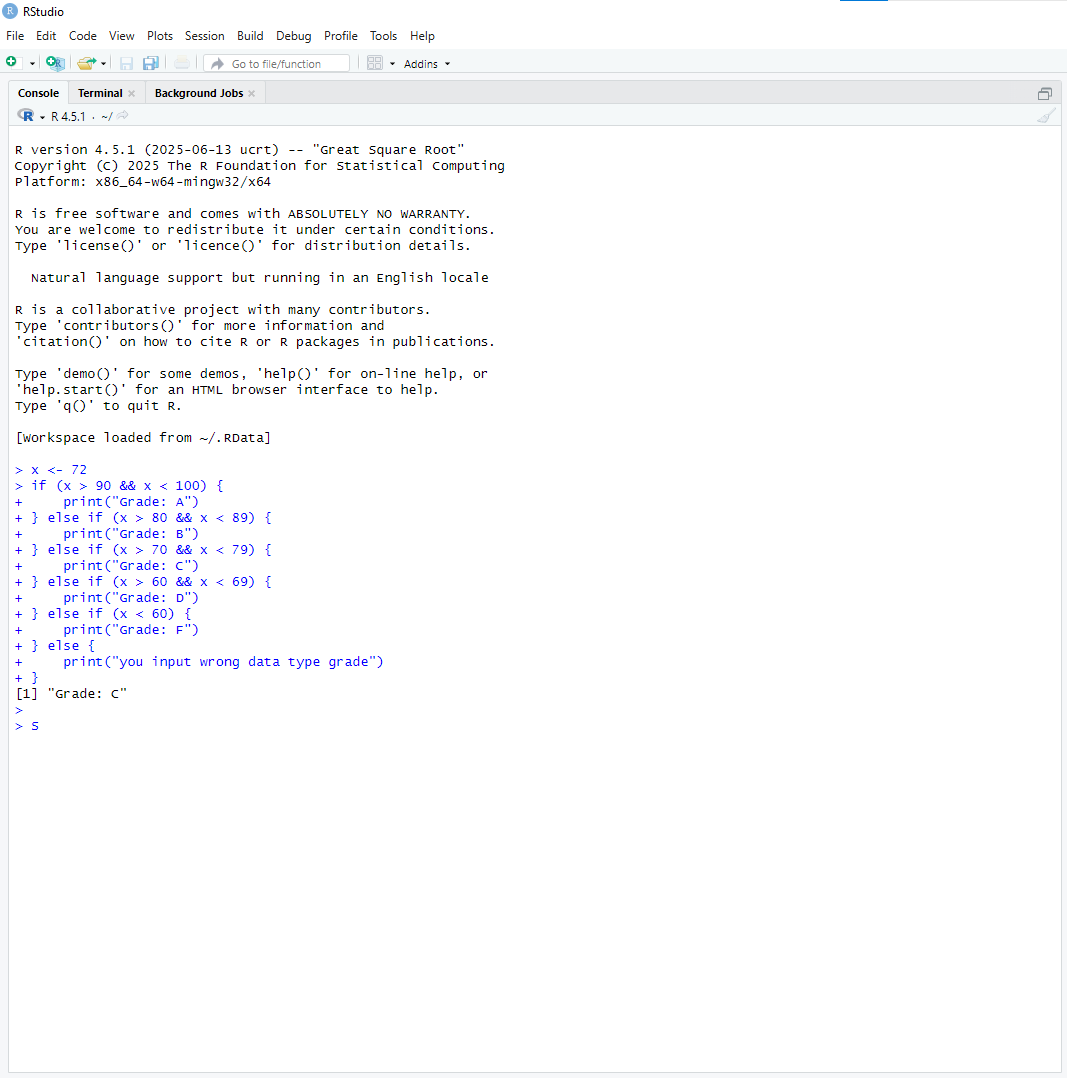 RStudio
File Edit Code View Plots Session Build Debug Profile Tools Help
Go to file/function Addins
Console Terminal Background Jobs
R 4.5.1 · ~/
R version 4.5.1 (2025-06-13 ucrt) -- "Great Square Root"
Copyright (C) 2025 The R Foundation for Statistical Computing
Platform: x86_64-w64-mingw32/x64
R is free software and comes with ABSOLUTELY NO WARRANTY.
You are welcome to redistribute it under certain conditions.
Type 'license()' or 'licence()' for distribution details.
  Natural language support but running in an English locale
R is a collaborative project with many contributors.
Type 'contributors()' for more information and
'citation()' on how to cite R or R packages in publications.
Type 'demo()' for some demos, 'help()' for on-line help, or
'help.start()' for an HTML browser interface to help.
Type 'q()' to quit R.
[Workspace loaded from ~/.RData]
> x <- 72
> if (x > 90 && x < 100) {
+     print("Grade: A")
+ } else if (x > 80 && x < 89) {
+     print("Grade: B")
+ } else if (x > 70 && x < 79) {
+     print("Grade: C")
+ } else if (x > 60 && x < 69) {
+     print("Grade: D")
+ } else if (x < 60) {
+     print("Grade: F")
+ } else {
+     print("you input wrong data type grade")
+ }
[1] "Grade: C"
>
> S